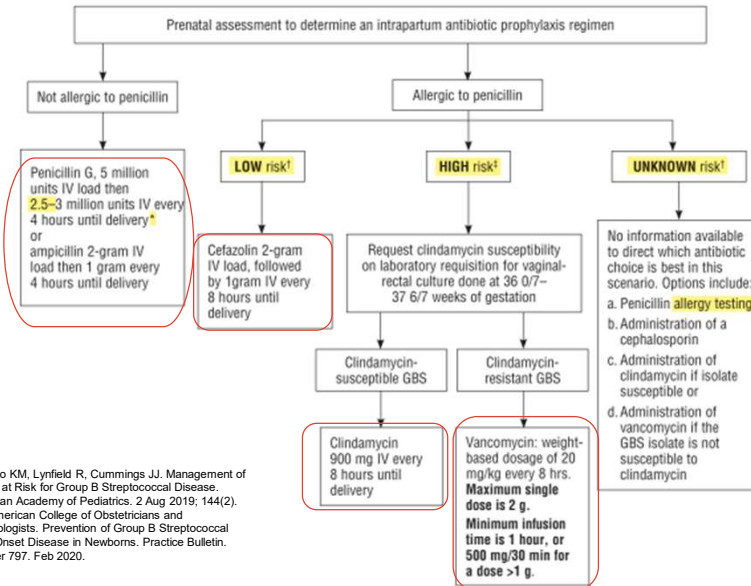 Prenatal assessment to determine an intrapartum antibiotic prophylaxis regimen
Not allergic to penicillin
Allergic to penicillin
Penicillin G, 5 million
units IV load then
2.5–3 million units IV every
4 hours until delivery*
or
ampicillin 2-gram IV
load then 1 gram every
4 hours until delivery
LOW risk†
HIGH risk‡
UNKNOWN risk†
Cefazolin 2-gram
IV load, followed
by 1gram IV every
8 hours until
delivery
Request clindamycin susceptibility
on laboratory requisition for vaginal-
rectal culture done at 36 0/7–
37 6/7 weeks of gestation
No information available
to direct which antibiotic
choice is best in this
scenario. Options include:
a. Penicillin allergy testing
b. Administration of a
cephalosporin
c. Administration of
clindamycin if isolate
susceptible or
d. Administration of
vancomycin if the
GBS isolate is not
susceptible to
clindamycin
Clindamycin-
susceptible GBS
Clindamycin-
resistant GBS
Clindamycin
900 mg IV every
8 hours until
delivery
Vancomycin: weight-
based dosage of 20
mg/kg every 8 hrs.
Maximum single
dose is 2 g.
Minimum infusion
time is 1 hour, or
500 mg/30 min for
a dose >1 g.
o KM, Lynfield R, Cummings JJ. Management of
at Risk for Group B Streptococcal Disease.
an Academy of Pediatrics. 2 Aug 2019; 144(2).
merican College of Obstetricians and
ologists. Prevention of Group B Streptococcal
Onset Disease in Newborns. Practice Bulletin.
er 797. Feb 2020.